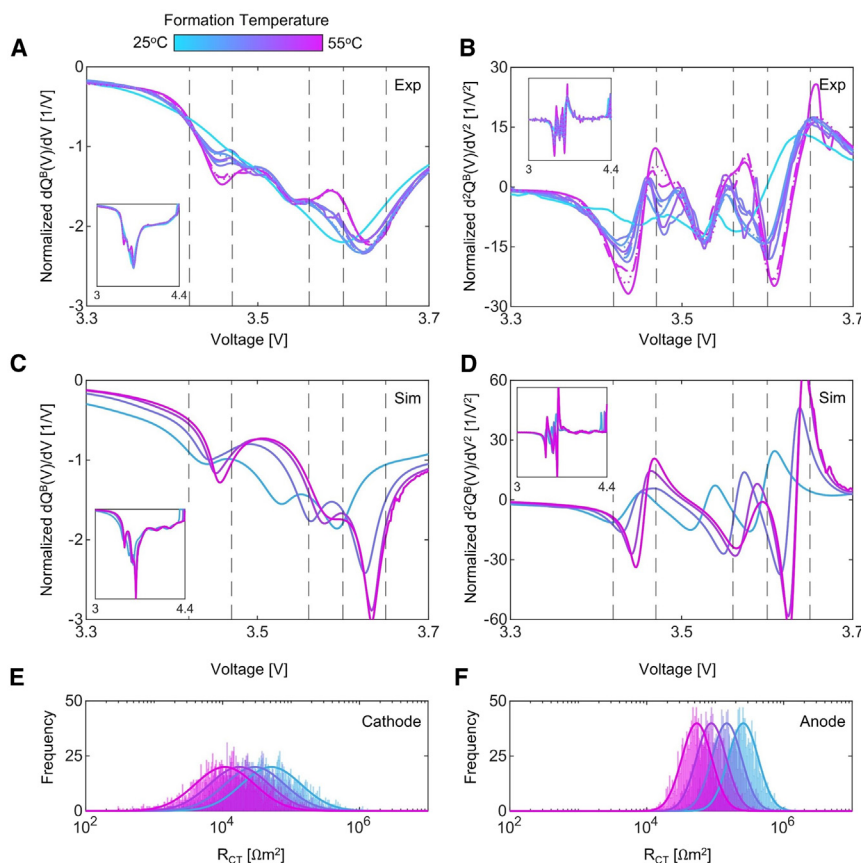 Formation Temperature
25°C 55°C
A
Normalized dQᴮ(V)/dV [1/V]
0
-1
-2
-3
Exp
3 4.4
3.3 3.5 3.7
Voltage [V]
B
Normalized d²Qᴮ(V)/dV² [1/V²]
30
15
0
-15
-30
Exp
3 4.4
3.3 3.5 3.7
Voltage [V]
C
Normalized dQᴮ(V)/dV [1/V]
0
-1
-2
-3
Sim
3 4.4
3.3 3.5 3.7
Voltage [V]
D
Normalized d²Qᴮ(V)/dV² [1/V²]
60
30
0
-30
-60
Sim
3 4.4
3.3 3.5 3.7
Voltage [V]
E
Frequency
50
25
0
Cathode
10² 10⁴ 10⁶
R_CT [Ωm²]
F
Frequency
50
25
0
Anode
10² 10⁴ 10⁶
R_CT [Ωm²]